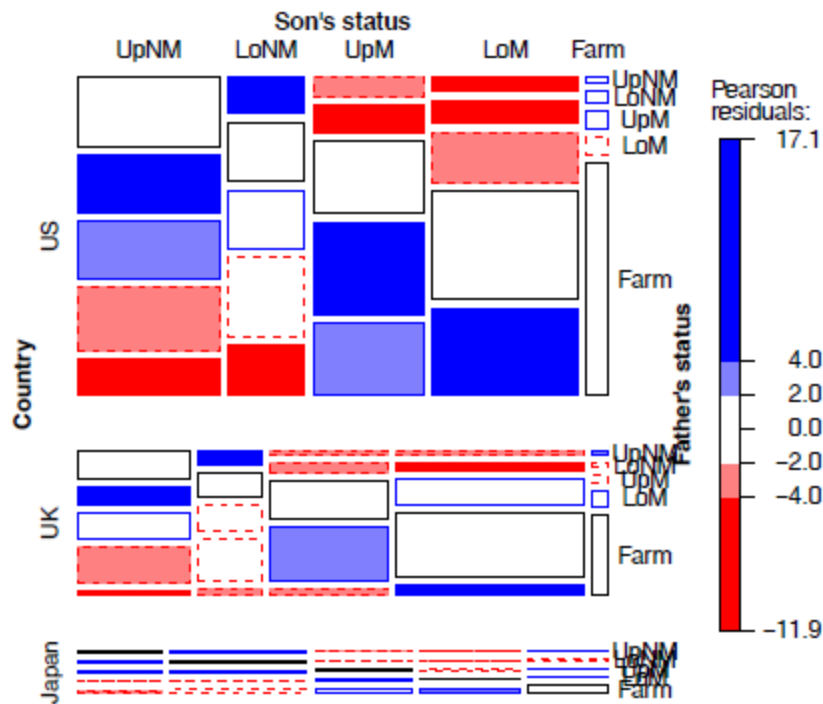 Son's status
UpNM LoNM UpM LoM Farm
UpNM
LoNM
UpM
LoM
Farm
US
Country
Father's status
Pearson
residuals:
17.1
4.0
2.0
0.0
−2.0
−4.0
−11.9
UpNM
LoNM
UpM
LoM
Farm
UK
UpNM
Farm
Japan